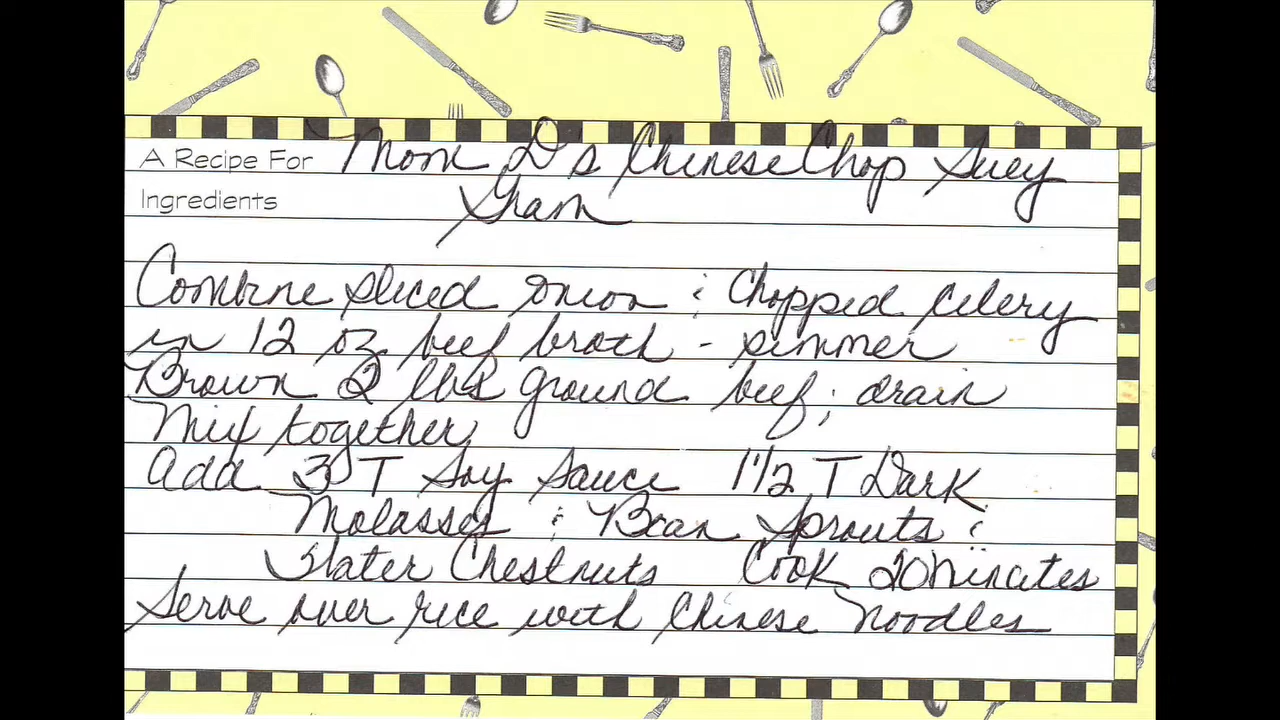 A Recipe For Mom D's Chinese Chop Suey
Ingredients Gram
Combine sliced onion & Chopped Celery
in 12 oz beef broth - simmer
Brown 2 lbs ground beef; drain
Mix together
Add 3 T Soy Sauce 1 1/2 T Dark
Molasses & Bean Sprouts &
Water Chestnuts Cook 20 Minutes
Serve over rice with Chinese Noodles